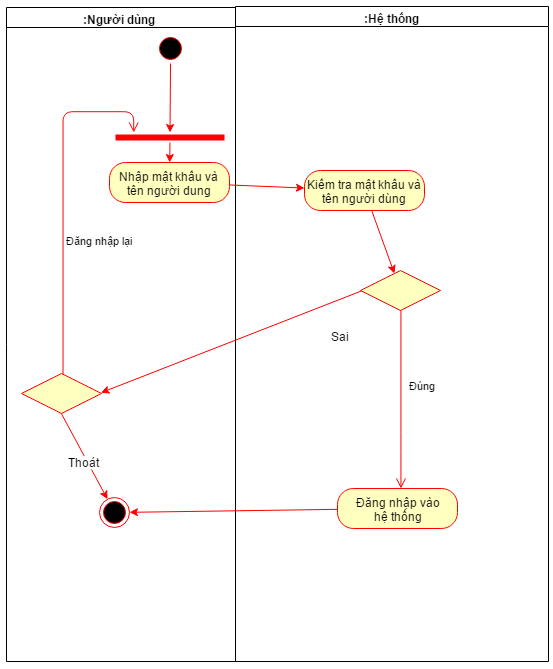 :Người dùng
:Hệ thống
Nhập mật khẩu và
tên người dung
Kiểm tra mật khẩu và
tên người dùng
Đăng nhập lại
Sai
Đúng
Thoát
Đăng nhập vào
hệ thống